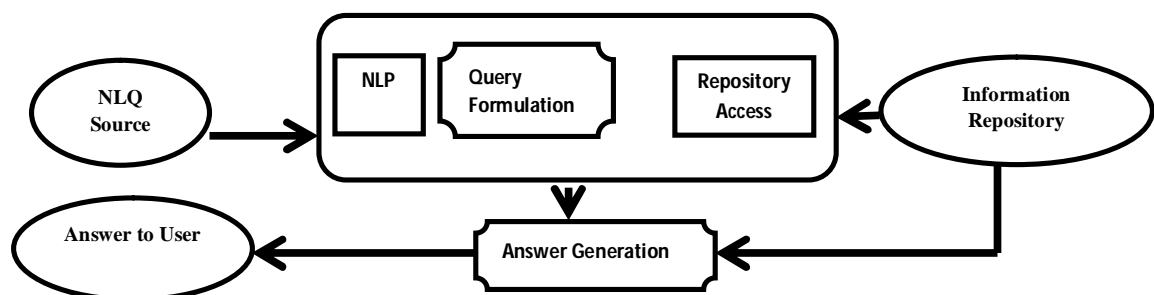 NLQ
Source
NLP
Query
Formulation
Repository
Access
Information
Repository
Answer to User
Answer Generation